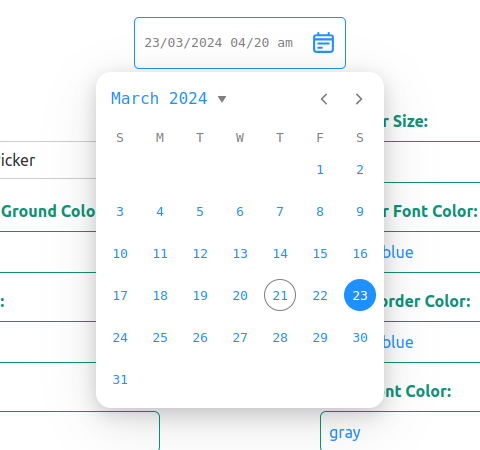 23/03/2024 04/20 am
March 2024
r Size:
S M T W T F S
icker
1 2
Ground Colo
r Font Color:
3 4 5 6 7 8 9
blue
10 11 12 13 14 15 16
17 18 19 20 21 22 23
:
order Color:
24 25 26 27 28 29 30
blue
31
nt Color:
gray